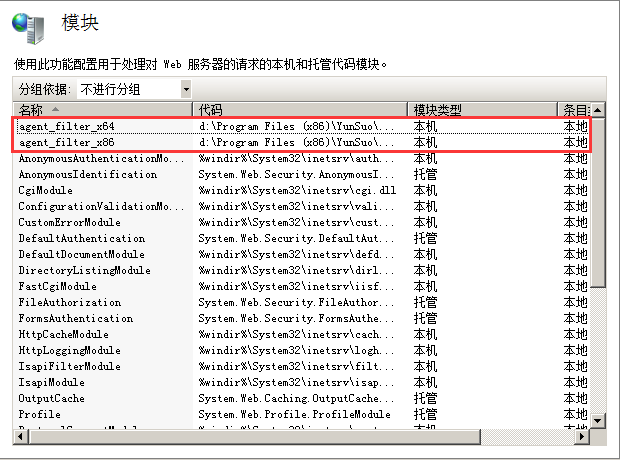 模块
使用此功能配置用于处理对 Web 服务器的请求的本机和托管代码模块。
分组依据: 不进行分组
名称 代码 模块类型 条目
agent_filter_x64 d:\Program Files (x86)\YunSuo\... 本机 本地
agent_filter_x86 d:\Program Files (x86)\YunSuo\... 本机 本地
AnonymousAuthenticationMo... %windir%\System32\inetsrv\auth... 本机 本地
AnonymousIdentification System.Web.Security.AnonymousI... 托管 本地
CgiModule %windir%\System32\inetsrv\cgi.dll 本机 本地
ConfigurationValidationMo... %windir%\System32\inetsrv\vali... 本机 本地
CustomErrorModule %windir%\System32\inetsrv\cust... 本机 本地
DefaultAuthentication System.Web.Security.DefaultAut... 托管 本地
DefaultDocumentModule %windir%\System32\inetsrv\defd... 本机 本地
DirectoryListingModule %windir%\System32\inetsrv\dirl... 本机 本地
FastCgiModule %windir%\System32\inetsrv\iisf... 本机 本地
FileAuthorization System.Web.Security.FileAuthor... 托管 本地
FormsAuthentication System.Web.Security.FormsAuthe... 托管 本地
HttpCacheModule %windir%\System32\inetsrv\cach... 本机 本地
HttpLoggingModule %windir%\System32\inetsrv\logh... 本机 本地
IsapiFilterModule %windir%\System32\inetsrv\filt... 本机 本地
IsapiModule %windir%\System32\inetsrv\isap... 本机 本地
OutputCache System.Web.Caching.OutputCache... 托管 本地
Profile System.Web.Profile.ProfileModule 托管 本地